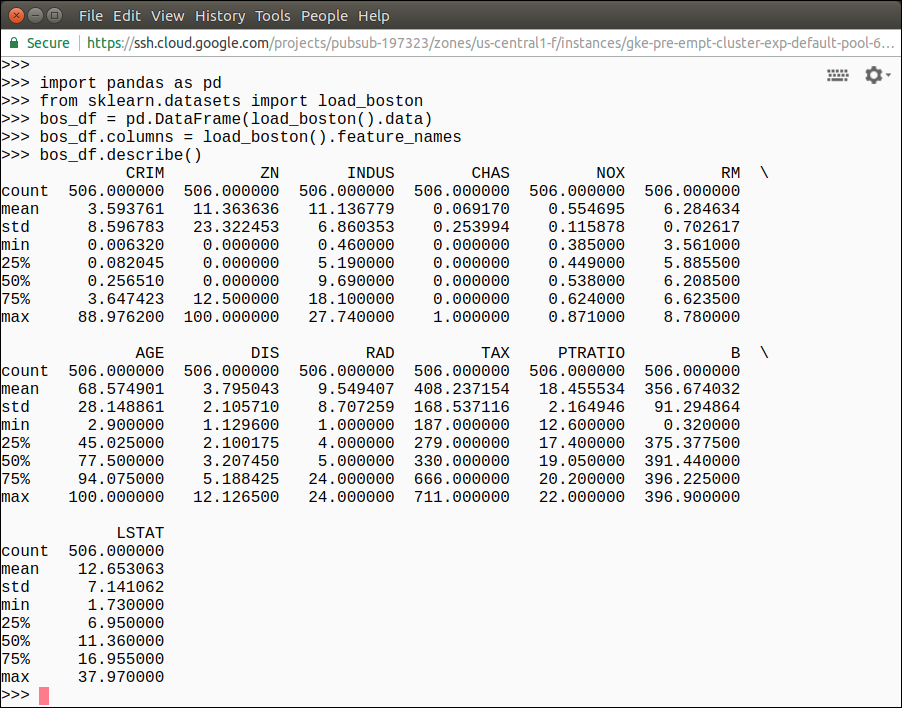 File Edit View History Tools People Help
Secure https://ssh.cloud.google.com/projects/pubsub-197323/zones/us-central1-f/instances/gke-pre-empt-cluster-exp-default-pool-6...
>>>
>>> import pandas as pd
>>> from sklearn.datasets import load_boston
>>> bos_df = pd.DataFrame(load_boston().data)
>>> bos_df.columns = load_boston().feature_names
>>> bos_df.describe()
             CRIM          ZN       INDUS        CHAS         NOX          RM  \
count  506.000000  506.000000  506.000000  506.000000  506.000000  506.000000
mean     3.593761   11.363636   11.136779    0.069170    0.554695    6.284634
std      8.596783   23.322453    6.860353    0.253994    0.115878    0.702617
min      0.006320    0.000000    0.460000    0.000000    0.385000    3.561000
25%      0.082045    0.000000    5.190000    0.000000    0.449000    5.885500
50%      0.256510    0.000000    9.690000    0.000000    0.538000    6.208500
75%      3.647423   12.500000   18.100000    0.000000    0.624000    6.623500
max     88.976200  100.000000   27.740000    1.000000    0.871000    8.780000
              AGE         DIS         RAD         TAX     PTRATIO           B  \
count  506.000000  506.000000  506.000000  506.000000  506.000000  506.000000
mean    68.574901    3.795043    9.549407  408.237154   18.455534  356.674032
std     28.148861    2.105710    8.707259  168.537116    2.164946   91.294864
min      2.900000    1.129600    1.000000  187.000000   12.600000    0.320000
25%     45.025000    2.100175    4.000000  279.000000   17.400000  375.377500
50%     77.500000    3.207450    5.000000  330.000000   19.050000  391.440000
75%     94.075000    5.188425   24.000000  666.000000   20.200000  396.225000
max    100.000000   12.126500   24.000000  711.000000   22.000000  396.900000
            LSTAT
count  506.000000
mean    12.653063
std      7.141062
min      1.730000
25%      6.950000
50%     11.360000
75%     16.955000
max     37.970000
>>>